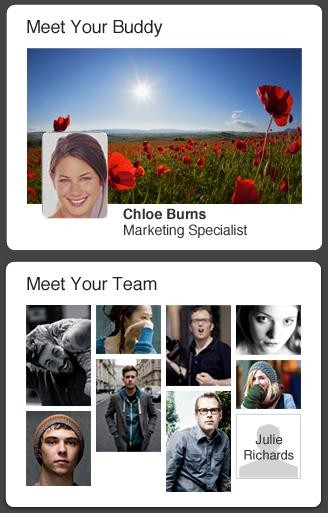 Meet Your Buddy
Chloe Burns
Marketing Specialist
Meet Your Team
Julie
Richards